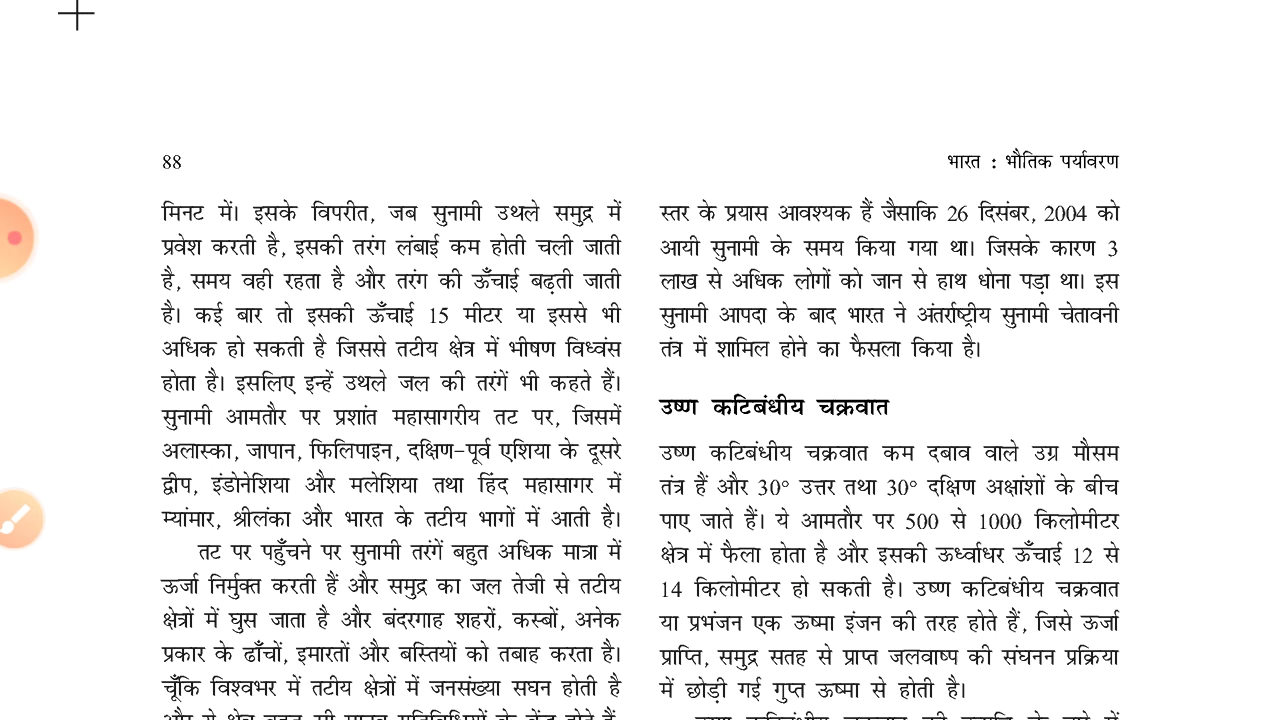 88
भारत : भौतिक पर्यावरण
मिनट में। इसके विपरीत, जब सुनामी उथले समुद्र में
प्रवेश करती है, इसकी तरंग लंबाई कम होती चली जाती
है, समय वही रहता है और तरंग की ऊँचाई बढ़ती जाती
है। कई बार तो इसकी ऊँचाई 15 मीटर या इससे भी
अधिक हो सकती है जिससे तटीय क्षेत्र में भीषण विध्वंस
होता है। इसलिए इन्हें उथले जल की तरंगें भी कहते हैं।
सुनामी आमतौर पर प्रशांत महासागरीय तट पर, जिसमें
अलास्का, जापान, फिलिपाइन, दक्षिण-पूर्व एशिया के दूसरे
द्वीप, इंडोनेशिया और मलेशिया तथा हिंद महासागर में
म्यांमार, श्रीलंका और भारत के तटीय भागों में आती है।
तट पर पहुँचने पर सुनामी तरंगें बहुत अधिक मात्रा में
ऊर्जा निर्मुक्त करती हैं और समुद्र का जल तेजी से तटीय
क्षेत्रों में घुस जाता है और बंदरगाह शहरों, कस्बों, अनेक
प्रकार के ढाँचों, इमारतों और बस्तियों को तबाह करता है।
चूँकि विश्वभर में तटीय क्षेत्रों में जनसंख्या सघन होती है
और ये क्षेत्र बहुत सी मानव गतिविधियों के केंद्र होते हैं,
स्तर के प्रयास आवश्यक हैं जैसाकि 26 दिसंबर, 2004 को
आयी सुनामी के समय किया गया था। जिसके कारण 3
लाख से अधिक लोगों को जान से हाथ धोना पड़ा था। इस
सुनामी आपदा के बाद भारत ने अंतर्राष्ट्रीय सुनामी चेतावनी
तंत्र में शामिल होने का फैसला किया है।
उष्ण कटिबंधीय चक्रवात
उष्ण कटिबंधीय चक्रवात कम दबाव वाले उग्र मौसम
तंत्र हैं और 30° उत्तर तथा 30° दक्षिण अक्षांशों के बीच
पाए जाते हैं। ये आमतौर पर 500 से 1000 किलोमीटर
क्षेत्र में फैला होता है और इसकी ऊर्ध्वाधर ऊँचाई 12 से
14 किलोमीटर हो सकती है। उष्ण कटिबंधीय चक्रवात
या प्रभंजन एक ऊष्मा इंजन की तरह होते हैं, जिसे ऊर्जा
प्राप्ति, समुद्र सतह से प्राप्त जलवाष्प की संघनन प्रक्रिया
में छोड़ी गई गुप्त ऊष्मा से होती है।